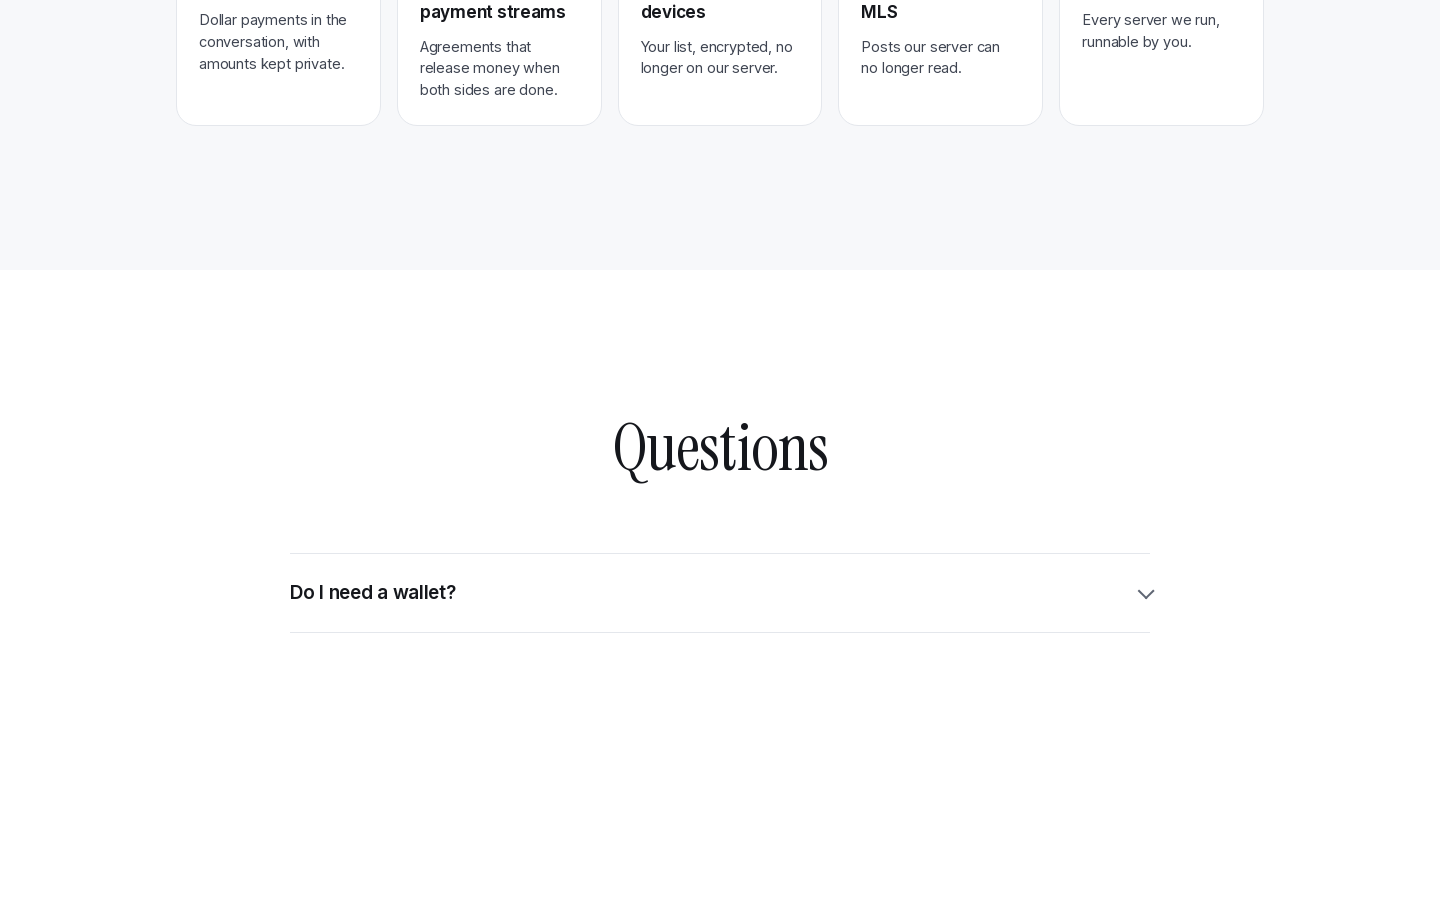 Dollar payments in the
conversation, with
amounts kept private.
payment streams
Agreements that
release money when
both sides are done.
devices
Your list, encrypted, no
longer on our server.
MLS
Posts our server can
no longer read.
Every server we run,
runnable by you.
Questions
Do I need a wallet?